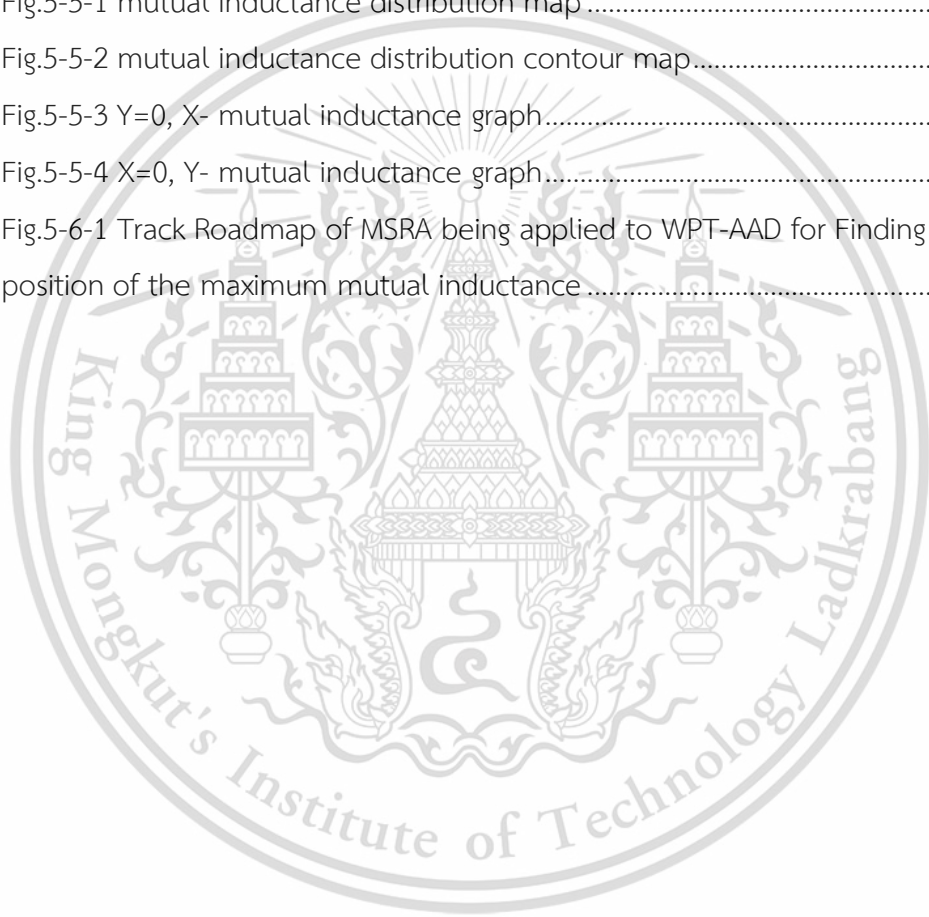 Fig.5-5-1 mutual inductance distribution map
Fig.5-5-2 mutual inductance distribution contour map
Fig.5-5-3 Y=0, X- mutual inductance graph
Fig.5-5-4 X=0, Y- mutual inductance graph
Fig.5-6-1 Track Roadmap of MSRA being applied to WPT-AAD for Finding
position of the maximum mutual inductance
King Mongkut's Institute of Technology Ladkrabang